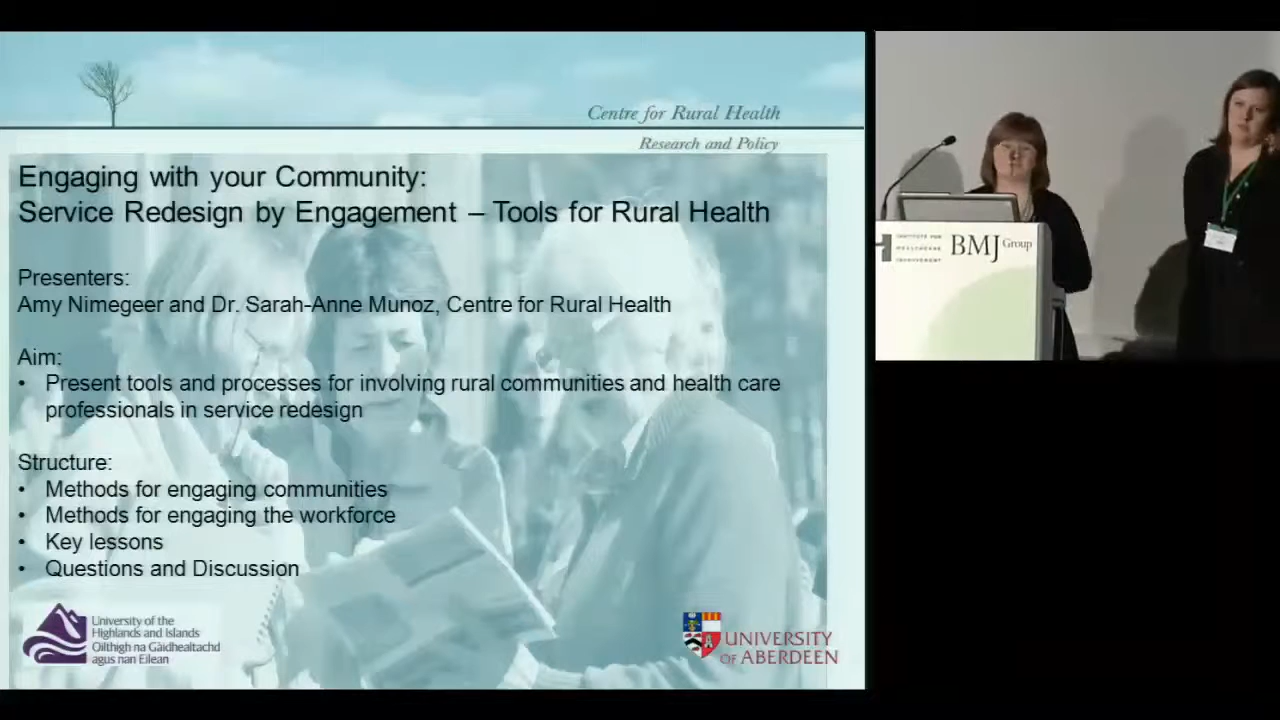 Centre for Rural Health
Research and Policy
Engaging with your Community:
Service Redesign by Engagement – Tools for Rural Health
Presenters:
Amy Nimegeer and Dr. Sarah-Anne Munoz, Centre for Rural Health
Aim:
• Present tools and processes for involving rural communities and health care
professionals in service redesign
Structure:
• Methods for engaging communities
• Methods for engaging the workforce
• Key lessons
• Questions and Discussion
University of the
Highlands and Islands
Oilthigh na Gàidhealtachd
agus nan Eilean
UNIVERSITY
OF ABERDEEN
INSTITUTE FOR
HEALTHCARE
IMPROVEMENT
BMJ Group